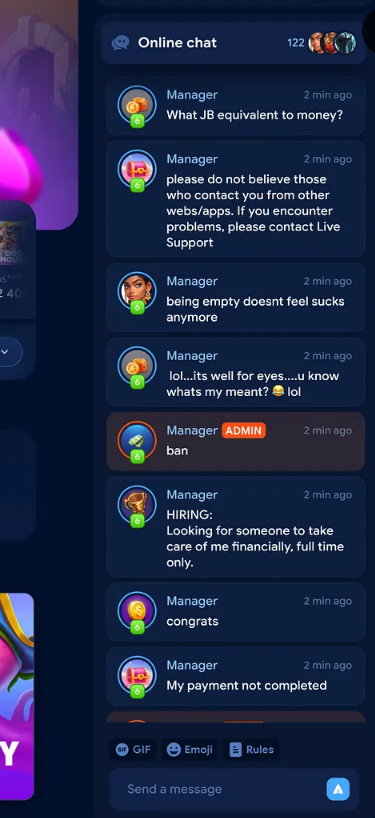 Online chat
122
Manager
2 min ago
What JB equivalent to money?
Manager
2 min ago
please do not believe those
who contact you from other
webs/apps. If you encounter
problems, please contact Live
Support
Manager
2 min ago
being empty doesnt feel sucks
anymore
Manager
2 min ago
lol...its well for eyes....u know
whats my meant? 😂 lol
Manager ADMIN
2 min ago
ban
Manager
2 min ago
HIRING:
Looking for someone to take
care of me financially, full time
only.
Manager
2 min ago
congrats
Manager
2 min ago
My payment not completed
GIF
Emoji
Rules
Send a message
6
6
6
6
6
6
6
6
Y